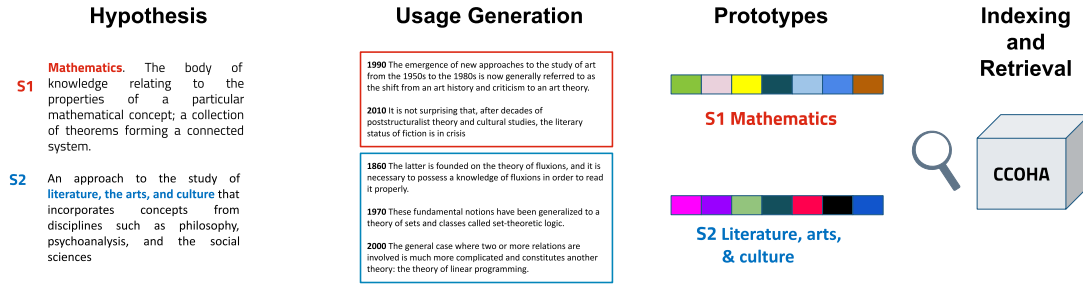 Hypothesis
S1
Mathematics. The body of
knowledge relating to the
properties of a particular
mathematical concept; a collection
of theorems forming a connected
system.
S2
An approach to the study of
literature, the arts, and culture that
incorporates concepts from
disciplines such as philosophy,
psychoanalysis, and the social
sciences
Usage Generation
1990 The emergence of new approaches to the study of art
from the 1950s to the 1980s is now generally referred to as
the shift from an art history and criticism to an art theory.
2010 It is not surprising that, after decades of
poststructuralist theory and cultural studies, the literary
status of fiction is in crisis
1860 The latter is founded on the theory of fluxions, and it is
necessary to possess a knowledge of fluxions in order to read
it properly.
1970 These fundamental notions have been generalized to a
theory of sets and classes called set-theoretic logic.
2000 The general case where two or more relations are
involved is much more complicated and constitutes another
theory: the theory of linear programming.
Prototypes
S1 Mathematics
S2 Literature, arts,
& culture
Indexing
and
Retrieval
CCOHA